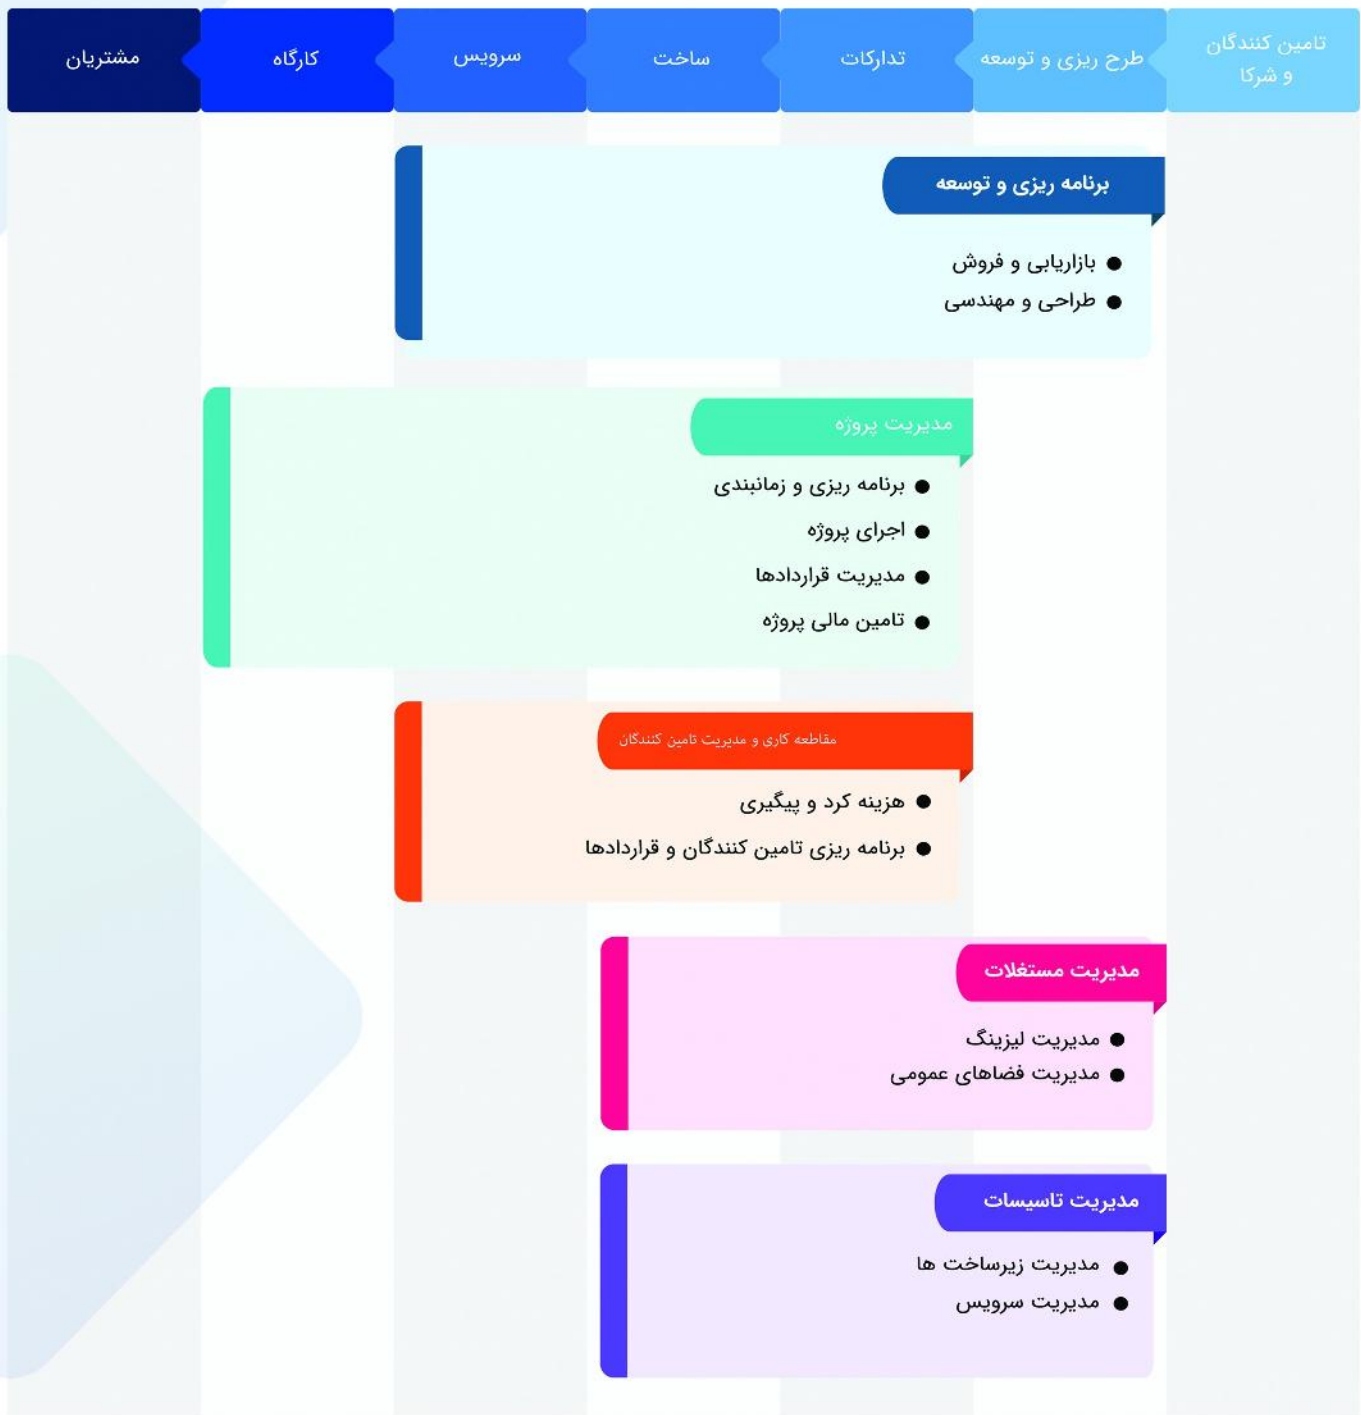 تامین کنندگان
و شرکا
طرح ریزی و توسعه
تدارکات
ساخت
سرویس
کارگاه
مشتریان
برنامه ریزی و توسعه
بازاریابی و فروش
طراحی و مهندسی
مدیریت پروژه
برنامه ریزی و زمانبندی
اجرای پروژه
مدیریت قراردادها
تامین مالی پروژه
مقاطعه کاری و مدیریت تامین کنندگان
هزینه کرد و پیگیری
برنامه ریزی تامین کنندگان و قراردادها
مدیریت مستغلات
مدیریت لیزینگ
مدیریت فضاهای عمومی
مدیریت تاسیسات
مدیریت زیرساخت ها
مدیریت سرویس